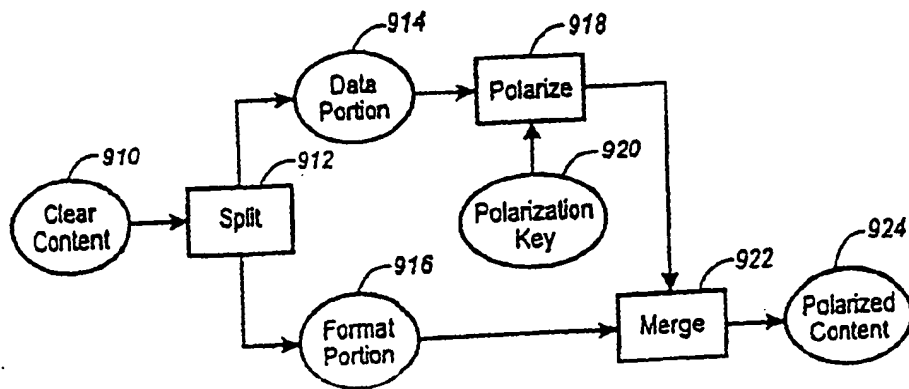 914
918
Data
Portion
Polarize
910
912
920
Clear
Content
Split
Polarization
Key
924
916
922
Format
Portion
Merge
Polarized
Content